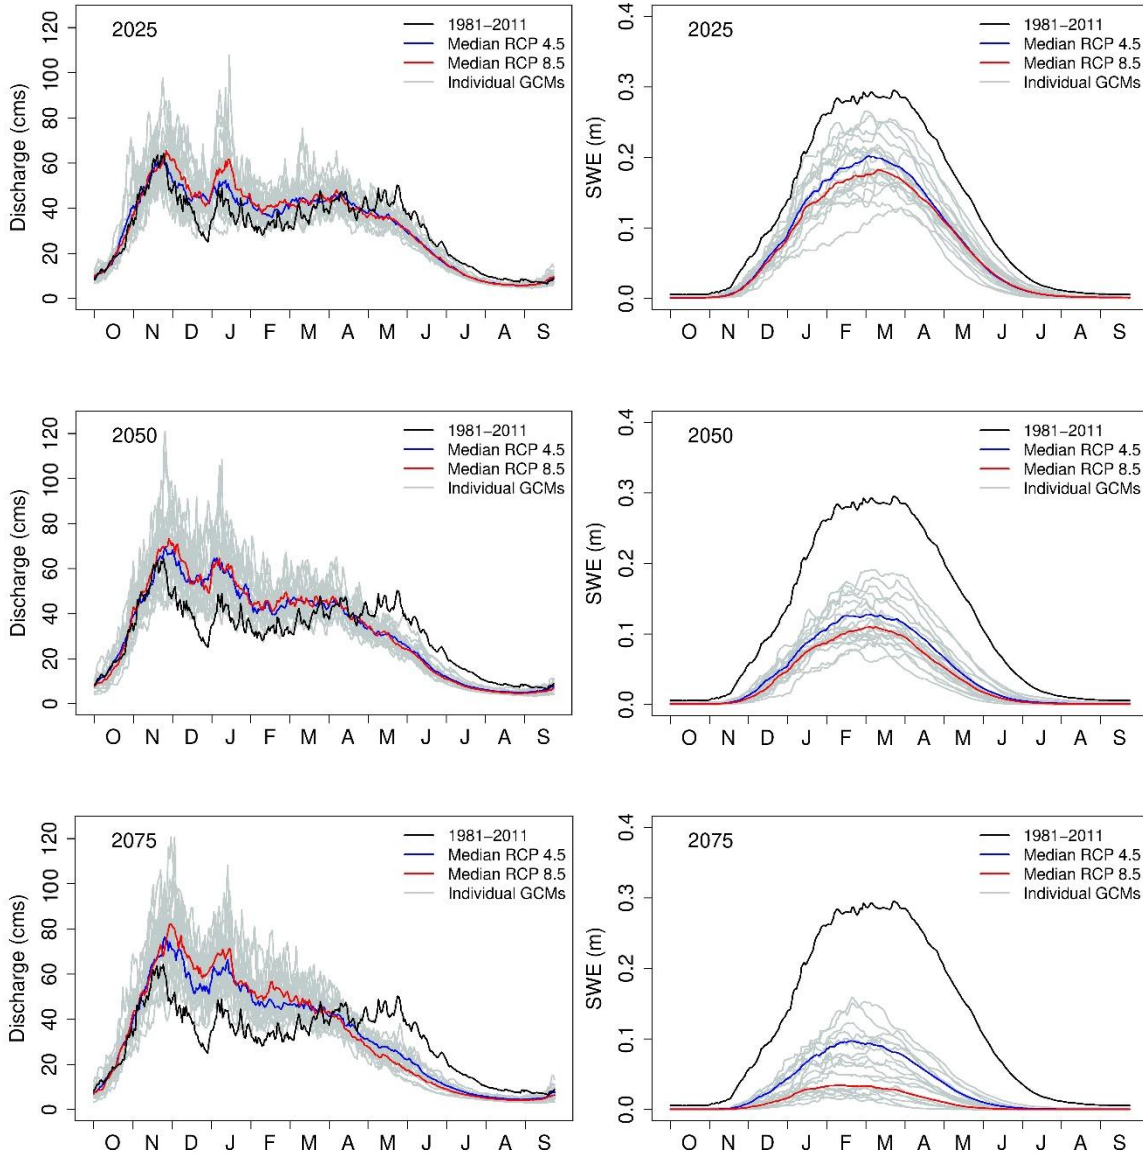 2025
1981−2011
Median RCP 4.5
Median RCP 8.5
Individual GCMs
Discharge (cms)
0 20 40 60 80 100 120
O N D J F M A M J J A S
2025
1981−2011
Median RCP 4.5
Median RCP 8.5
Individual GCMs
SWE (m)
0.0 0.1 0.2 0.3 0.4
O N D J F M A M J J A S
2050
1981−2011
Median RCP 4.5
Median RCP 8.5
Individual GCMs
Discharge (cms)
0 20 40 60 80 100 120
O N D J F M A M J J A S
2050
1981−2011
Median RCP 4.5
Median RCP 8.5
Individual GCMs
SWE (m)
0.0 0.1 0.2 0.3 0.4
O N D J F M A M J J A S
2075
1981−2011
Median RCP 4.5
Median RCP 8.5
Individual GCMs
Discharge (cms)
0 20 40 60 80 100 120
O N D J F M A M J J A S
2075
1981−2011
Median RCP 4.5
Median RCP 8.5
Individual GCMs
SWE (m)
0.0 0.1 0.2 0.3 0.4
O N D J F M A M J J A S